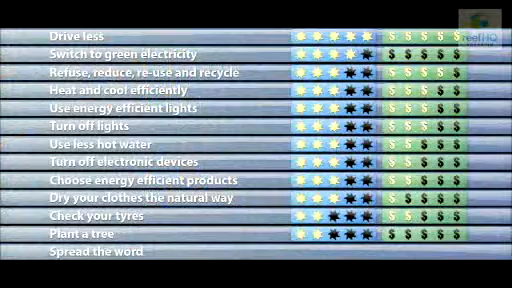 reefHQ
Drive less $ $ $ $ $
Switch to green electricity $ $ $ $ $
Refuse, reduce, re-use and recycle $ $ $ $ $
Heat and cool efficiently $ $ $ $ $
Use energy efficient lights $ $ $ $ $
Turn off lights $ $ $ $ $
Use less hot water $ $ $ $ $
Turn off electronic devices $ $ $ $ $
Choose energy efficient products $ $ $ $ $
Dry your clothes the natural way $ $ $ $ $
Check your tyres $ $ $ $ $
Plant a tree $ $ $ $ $
Spread the word